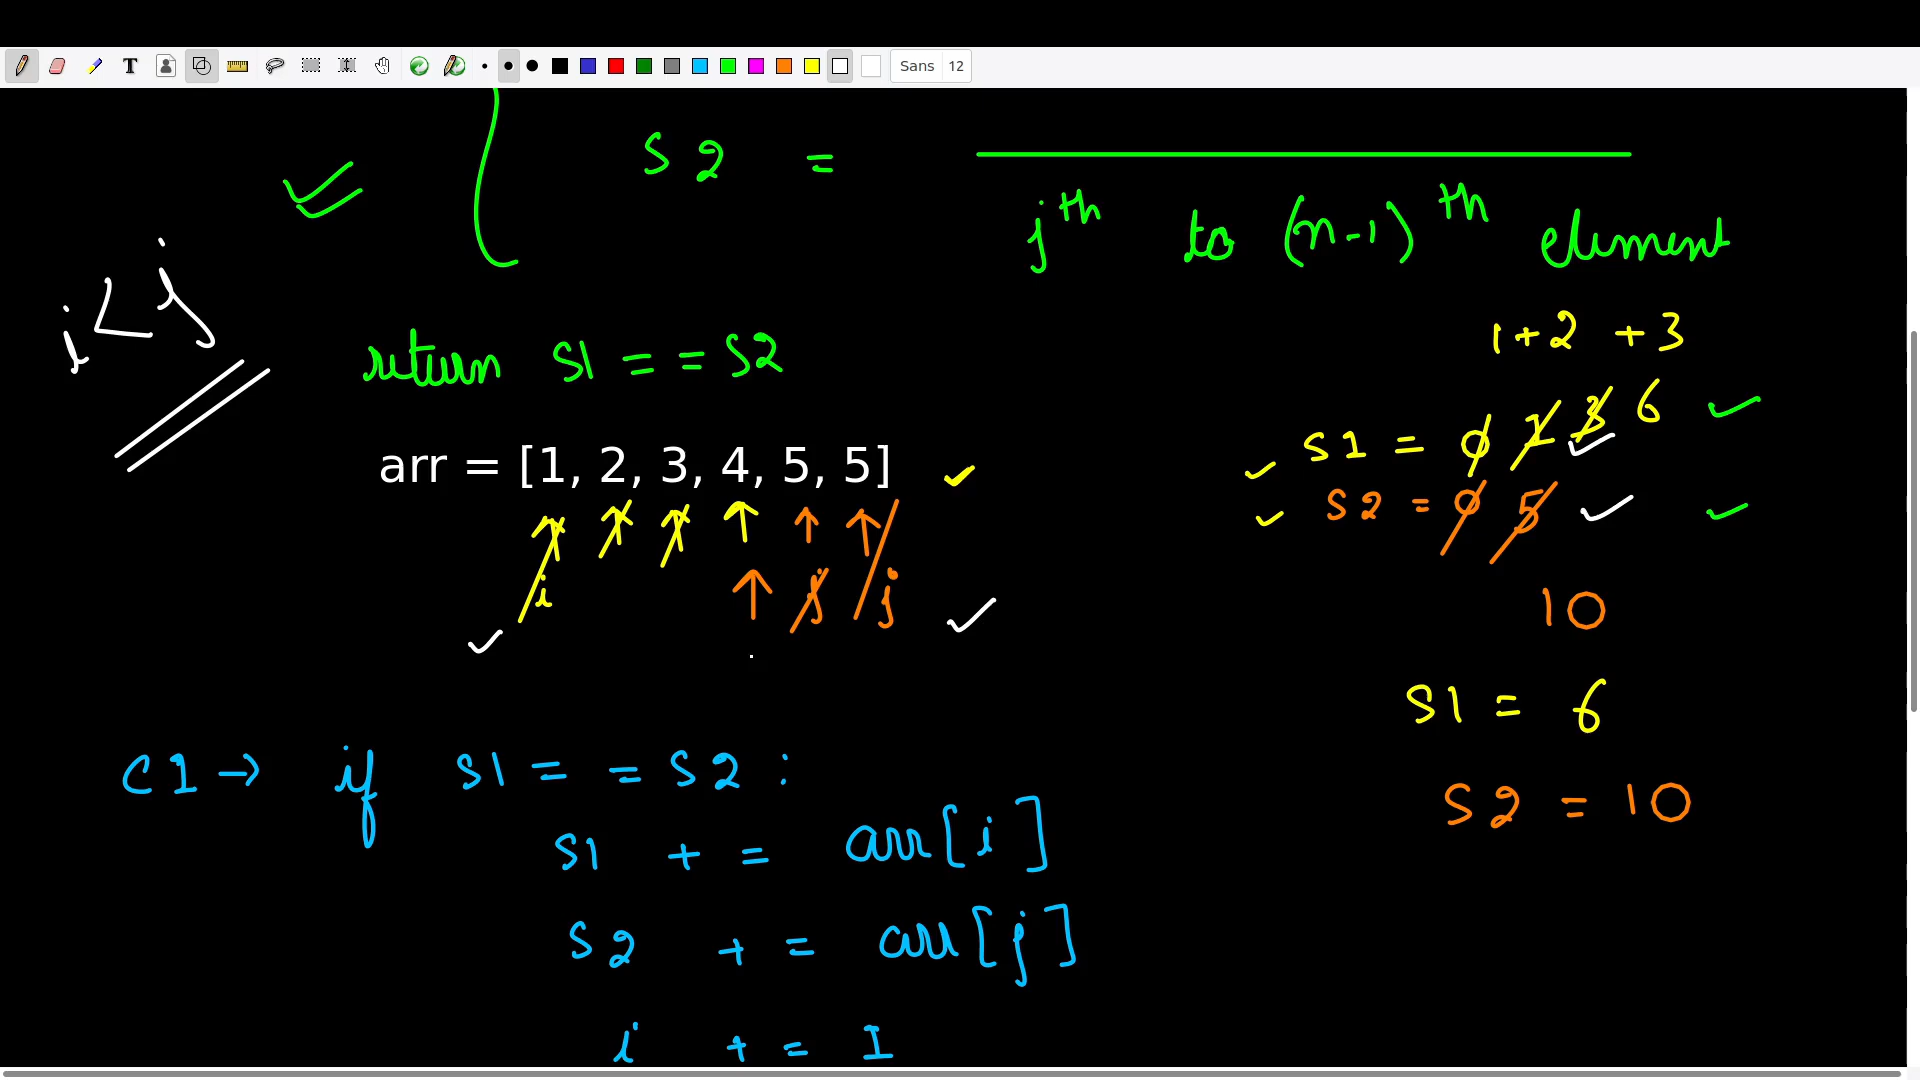 Sans 12
S2 =
jth to (n-1)th element
i<j
1+2 +3
return S1 = = S2
S1 = 0 1 3 6
arr = [1, 2, 3, 4, 5, 5]
S2 = 0 5
i j j
10
S1 = 6
C1→ if S1 = = S2 :
S2 = 10
S1 + = arr[i]
S2 + = arr[j]
i + = 1